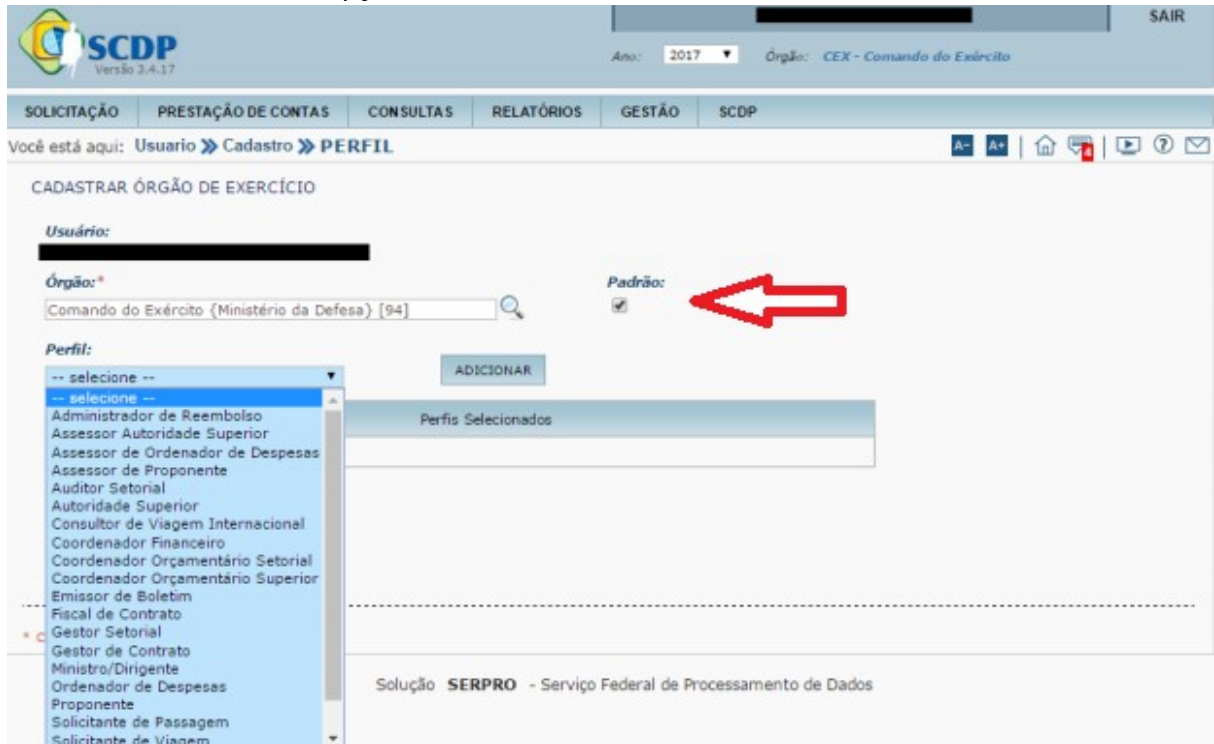 SAIR
SCDP
Versão 3.4.17
Ano: 2017 Órgão: CEX - Comando do Exército
SOLICITAÇÃO PRESTAÇÃO DE CONTAS CONSULTAS RELATÓRIOS GESTÃO SCDP
Você está aqui: Usuario » Cadastro » PERFIL A- A+ 4 ?
CADASTRAR ÓRGÃO DE EXERCÍCIO
Usuário:
Órgão:* Padrão:
Comando do Exército {Ministério da Defesa} [94]
Perfil:
-- selecione -- ADICIONAR
-- selecione --
Administrador de Reembolso
Perfis Selecionados
Assessor Autoridade Superior
Assessor de Ordenador de Despesas
Assessor de Proponente
Auditor Setorial
Autoridade Superior
Consultor de Viagem Internacional
Coordenador Financeiro
Coordenador Orçamentário Setorial
Coordenador Orçamentário Superior
Emissor de Boletim
Fiscal de Contrato
Gestor Setorial
* C
Gestor de Contrato
Ministro/Dirigente
Ordenador de Despesas
Solução SERPRO - Serviço Federal de Processamento de Dados
Proponente
Solicitante de Passagem
Solicitante de Viagem